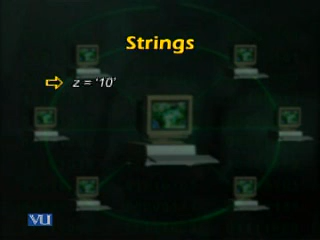 Strings
z = ‘10’
VU